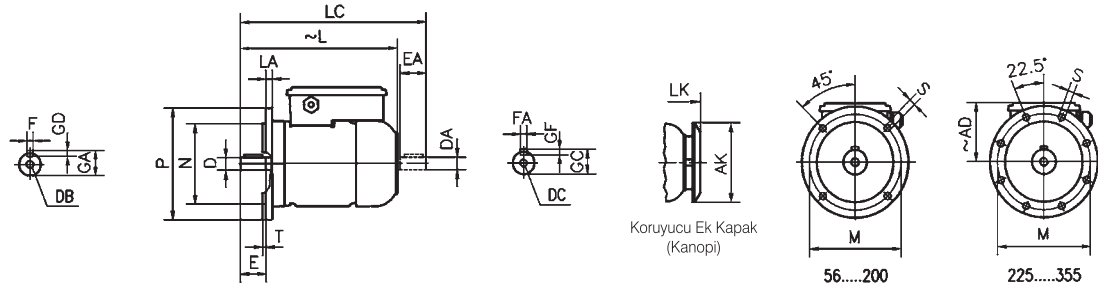 LC
~L
LA
EA
F
GD
GA
DB
P
N
D
T
E
DA
FA
GF
GC
DC
LK
AK
Koruyucu Ek Kapak
(Kanopi)
45°
S
M
56.....200
22.5°
S
~AD
M
225.....355